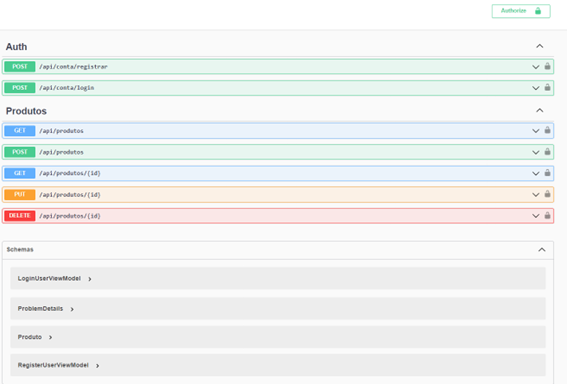 Authorize
Auth
POST /api/conta/registrar
POST /api/conta/login
Produtos
GET /api/produtos
POST /api/produtos
GET /api/produtos/{id}
PUT /api/produtos/{id}
DELETE /api/produtos/{id}
Schemas
LoginUserViewModel
ProblemDetails
Produto
RegisterUserViewModel